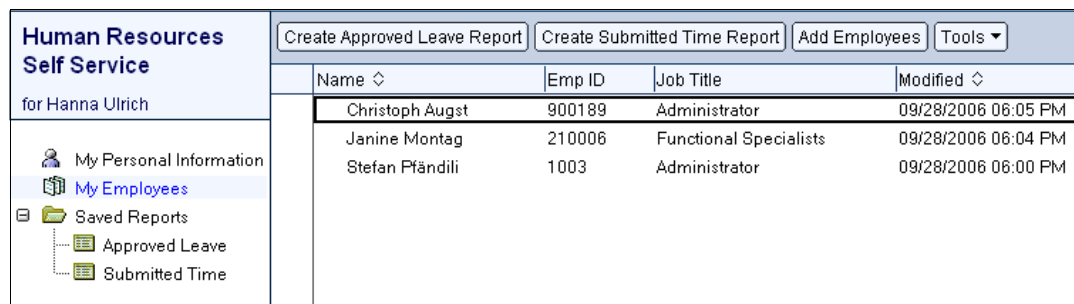 Human Resources
Self Service
for Hanna Ulrich
My Personal Information
My Employees
Saved Reports
Approved Leave
Submitted Time
Create Approved Leave Report Create Submitted Time Report Add Employees Tools
Name Emp ID Job Title Modified
Christoph Augst 900189 Administrator 09/28/2006 06:05 PM
Janine Montag 210006 Functional Specialists 09/28/2006 06:04 PM
Stefan Pfändili 1003 Administrator 09/28/2006 06:00 PM